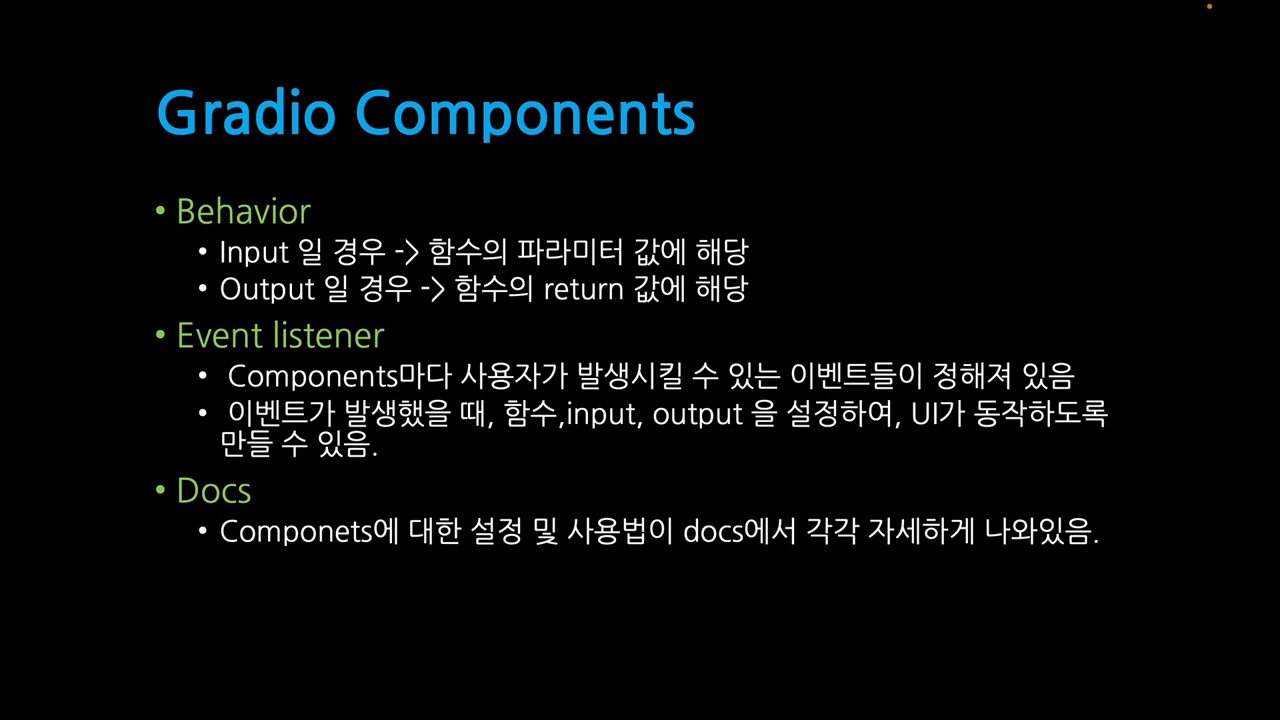 Gradio Components
• Behavior
• Input 일 경우 -> 함수의 파라미터 값에 해당
• Output 일 경우 -> 함수의 return 값에 해당
• Event listener
• Components마다 사용자가 발생시킬 수 있는 이벤트들이 정해져 있음
• 이벤트가 발생했을 때, 함수,input, output 을 설정하여, UI가 동작하도록
만들 수 있음.
• Docs
• Componets에 대한 설정 및 사용법이 docs에서 각각 자세하게 나와있음.